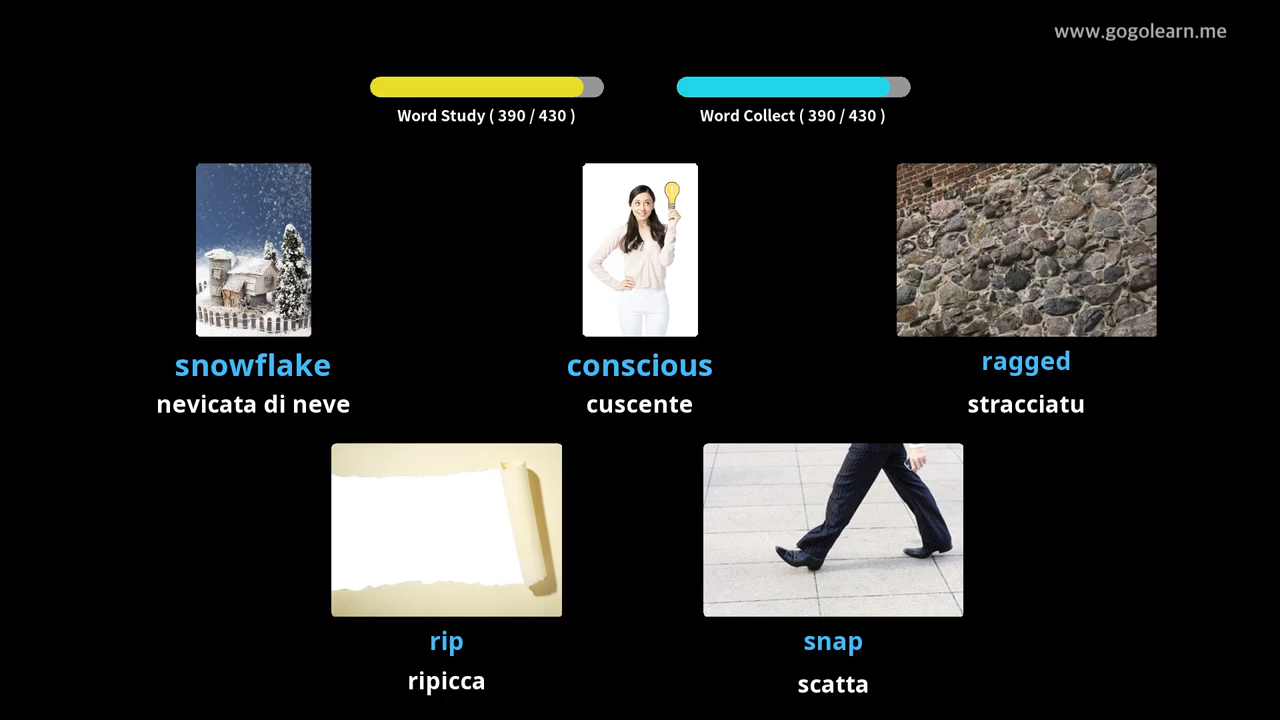 www.gogolearn.me
Word Study ( 390 / 430 )
Word Collect ( 390 / 430 )
snowflake
nevicata di neve
conscious
cuscente
ragged
stracciatu
rip
ripicca
snap
scatta